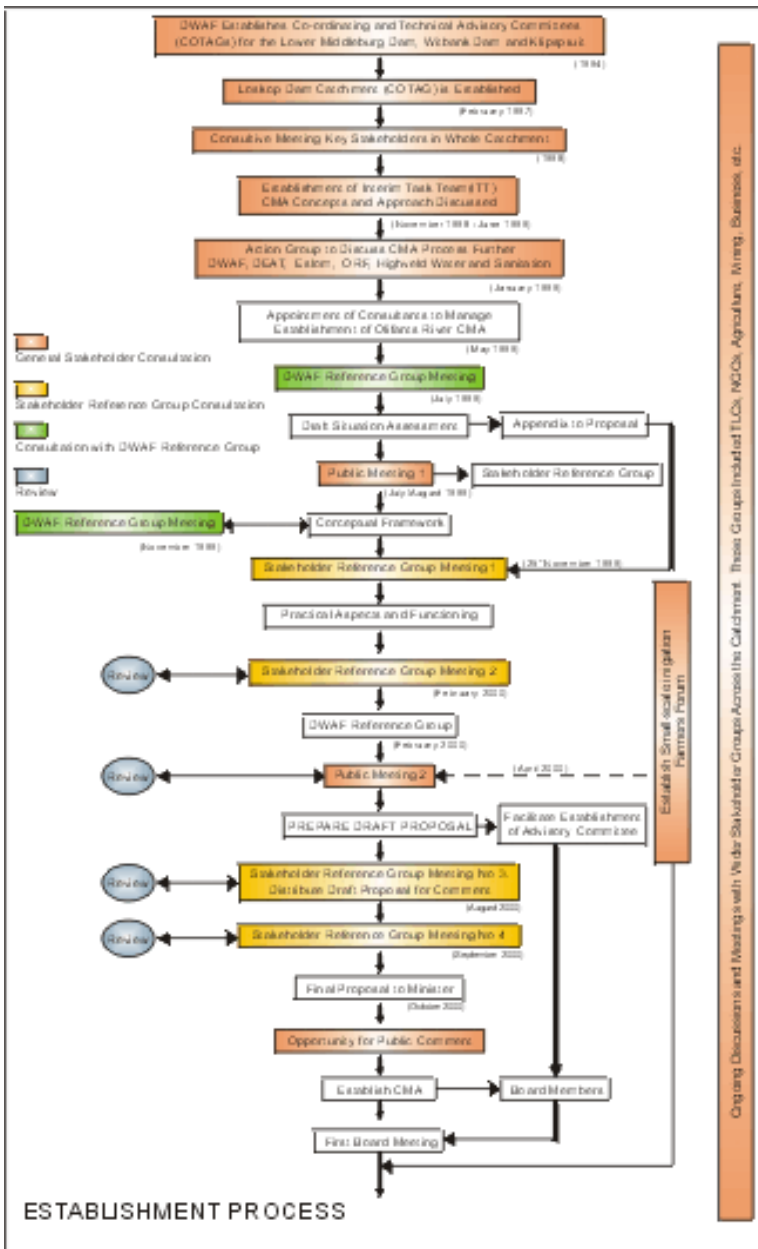 DWAF Establishes Co-ordinating and Technical Advisory Committees
(COTAGs) for the Lower Middleburg Dam, Witbank Dam and Klipspruit
(1994)
Loskop Dam Catchment (COTAG) is Established
(February 1997)
Consultive Meeting Key Stakeholders in Whole Catchment
(1998)
Establishment of Interim Task Team (ITT)
CMA Concepts and Approach Discussed
Action Group to Discuss CMA Process Further
DWAF, DEAT, Eskom, ORF, Highveld Water and Sanitation
(January 1999)
Appointment of Consultants to Manage
Establishment of Olifants River CMA
(May 1999)
General Stakeholder Consultation
Stakeholder Reference Group Consultation
Consultation with DWAF Reference Group
Review
DWAF Reference Group Meeting
(July 1999)
Draft Situation Assessment
Appendix to Proposal
Public Meeting 1
Stakeholder Reference Group
(July August 1999)
DWAF Reference Group Meeting
Conceptual Framework
(November 1999)
Stakeholder Reference Group Meeting 1
Practical Aspects and Functioning
Review
Stakeholder Reference Group Meeting 2
(February 2000)
DWAF Reference Group
(February 2000)
Review
Public Meeting 2
(April 2000)
Establish Small-scale irrigation
Farmers Forum
PREPARE DRAFT PROPOSAL
Facilitate Establishment
of Advisory Committee
Review
Stakeholder Reference Group Meeting No 3,
Distribute Draft Proposal for Comment
(August 2000)
Review
Stakeholder Reference Group Meeting No 4
(September 2000)
Final Proposal to Minister
(October 2000)
Opportunity for Public Comment
Establish CMA
Board Members
First Board Meeting
Ongoing Discussions and Meetings with Wider Stakeholder Groups Across the Catchment. These Groups Included TLCs, NGOs, Agriculture, Mining, Business, etc.
ESTABLISHMENT PROCESS